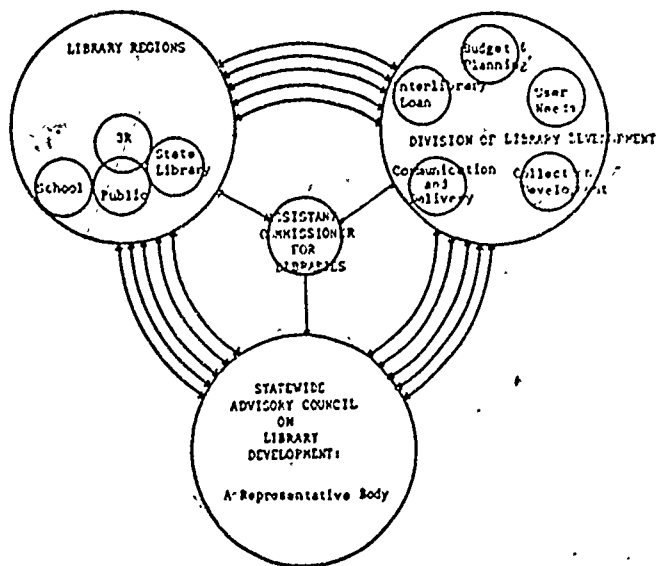 LIBRARY REGIONS
3R
State
Library
School
Public
Budget &
Planning
Interlibrary
Loan
User
Needs
DIVISION OF LIBRARY DEVELOPMENT
Communication
and
Delivery
Collection
Development
ASSISTANT
COMMISSIONER
FOR
LIBRARIES
STATEWIDE
ADVISORY COUNCIL
ON
LIBRARY
DEVELOPMENT:
A Representative Body